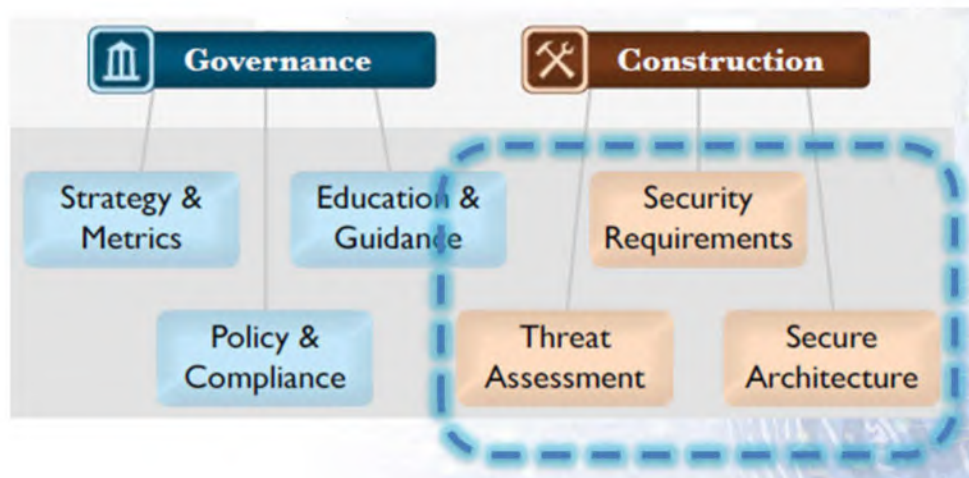 Governance
Construction
Strategy &
Metrics
Education &
Guidance
Security
Requirements
Policy &
Compliance
Threat
Assessment
Secure
Architecture